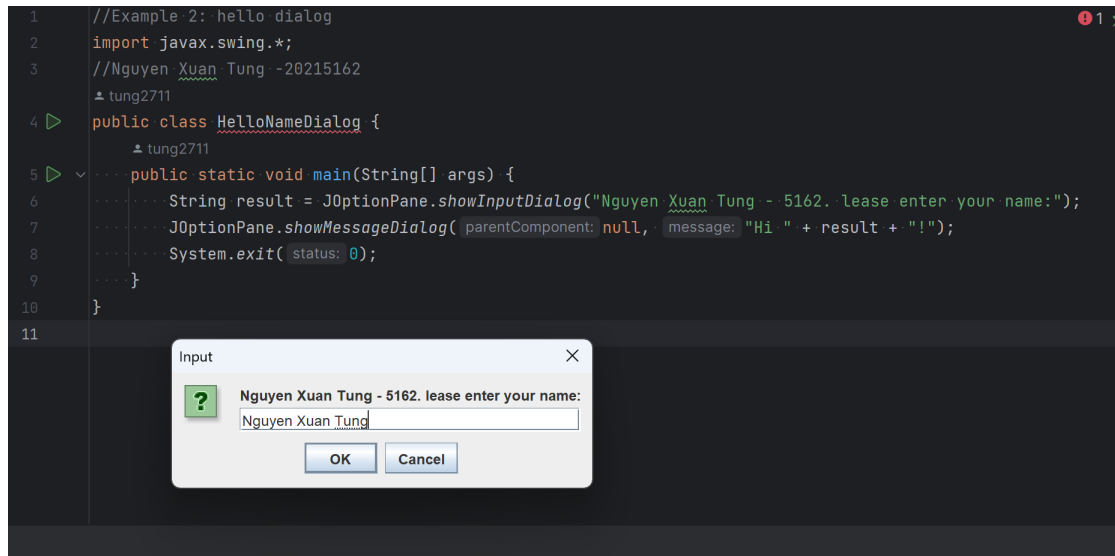 1 //Example 2: hello dialog 1
2 import javax.swing.*;
3 //Nguyen Xuan Tung -20215162
tung2711
4 public class HelloNameDialog {
tung2711
5 public static void main(String[] args) {
6 String result = JOptionPane.showInputDialog("Nguyen Xuan Tung - 5162. lease enter your name:");
7 JOptionPane.showMessageDialog( parentComponent: null, message: "Hi " + result + "!");
8 System.exit( status: 0);
9 }
10 }
11
Input
? Nguyen Xuan Tung - 5162. lease enter your name:
Nguyen Xuan Tung
OK Cancel